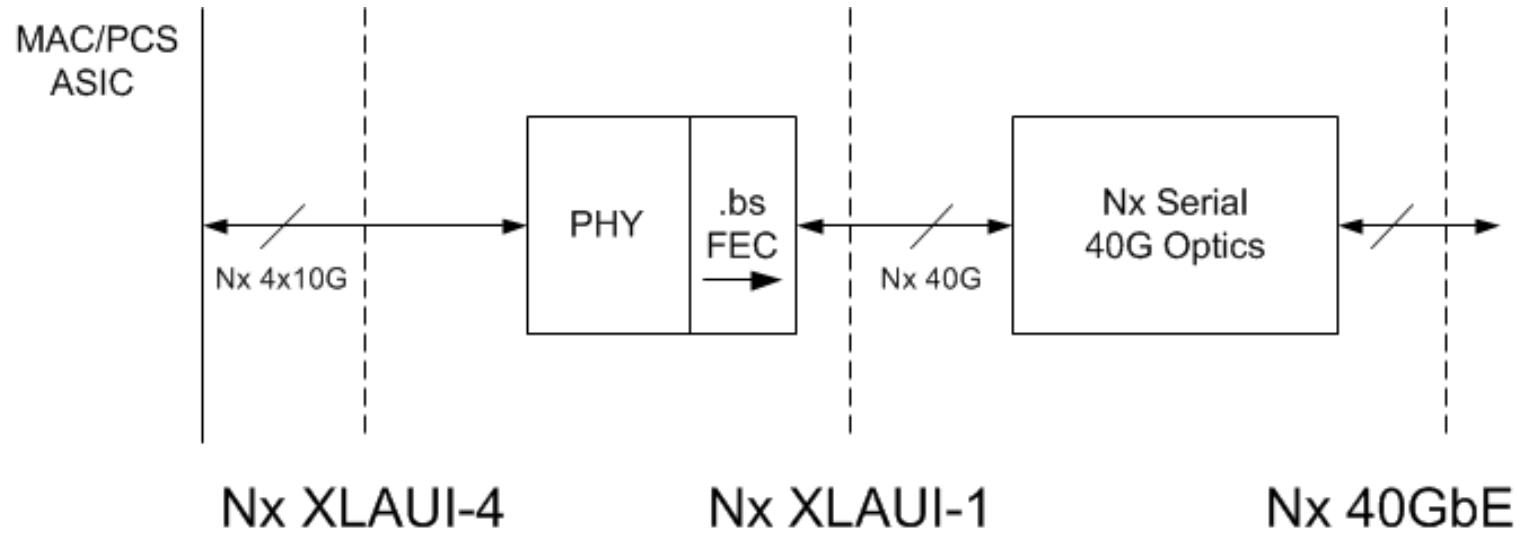 MAC/PCS
ASIC
Nx 4x10G
PHY
.bs
FEC
Nx 40G
Nx Serial
40G Optics
Nx XLAUI-4
Nx XLAUI-1
Nx 40GbE